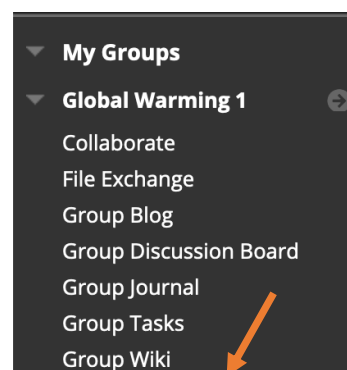 My Groups
Global Warming 1
Collaborate
File Exchange
Group Blog
Group Discussion Board
Group Journal
Group Tasks
Group Wiki